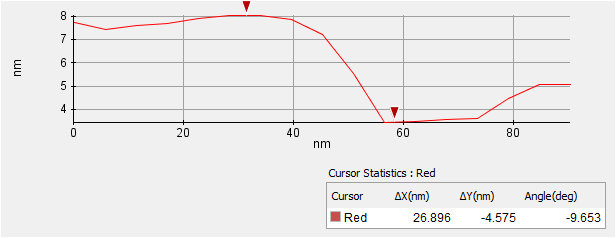 8
7
6
5
4
nm
0 20 40 60 80
nm
Cursor Statistics : Red
Cursor ΔX(nm) ΔY(nm) Angle(deg)
Red 26.896 -4.575 -9.653